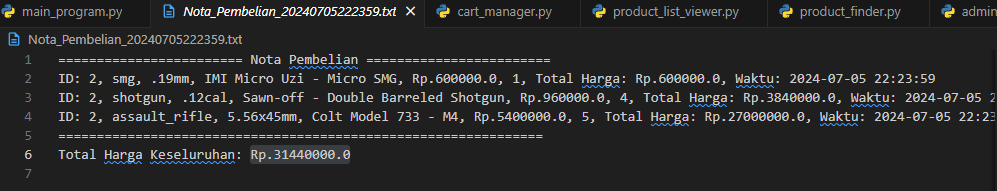 main_program.py
Nota_Pembelian_20240705222359.txt
cart_manager.py
product_list_viewer.py
product_finder.py
admin
Nota_Pembelian_20240705222359.txt
1 ======================= Nota Pembelian =======================
2 ID: 2, smg, .19mm, IMI Micro Uzi - Micro SMG, Rp.600000.0, 1, Total Harga: Rp.600000.0, Waktu: 2024-07-05 22:23:59
3 ID: 2, shotgun, .12cal, Sawn-off - Double Barreled Shotgun, Rp.960000.0, 4, Total Harga: Rp.3840000.0, Waktu: 2024-07-05 2
4 ID: 2, assault_rifle, 5.56x45mm, Colt Model 733 - M4, Rp.5400000.0, 5, Total Harga: Rp.27000000.0, Waktu: 2024-07-05 22:23
5 =============================================================
6 Total Harga Keseluruhan: Rp.31440000.0
7